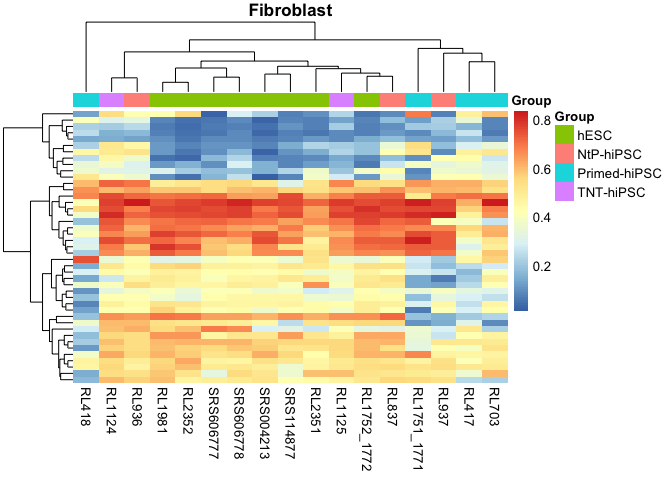 Fibroblast
Group
Group
hESC
NtP-hiPSC
Primed-hiPSC
TNT-hiPSC
0.8
0.6
0.4
0.2
RL418
RL1124
RL936
RL1981
RL2352
SRS606777
SRS606778
SRS004213
SRS114877
RL2351
RL1125
RL1752_1772
RL837
RL1751_1771
RL937
RL417
RL703